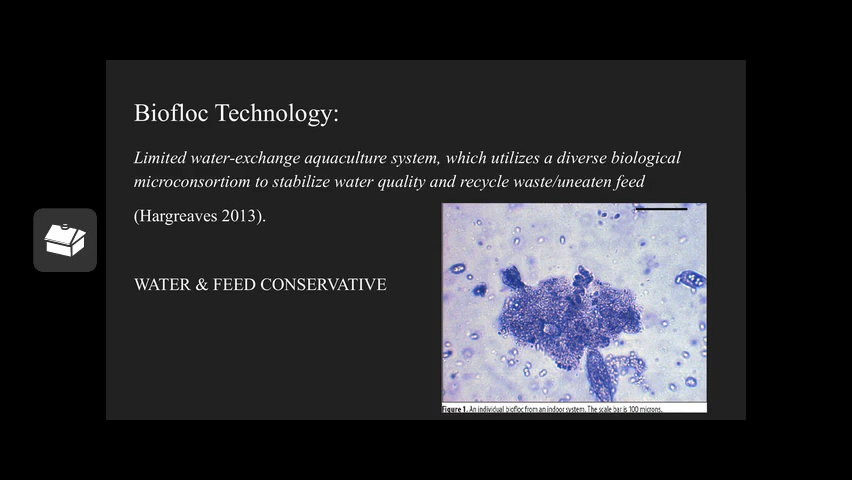 Biofloc Technology:
Limited water-exchange aquaculture system, which utilizes a diverse biological
microconsortiom to stabilize water quality and recycle waste/uneaten feed
(Hargreaves 2013).
WATER & FEED CONSERVATIVE
Figure 1. An individual biofloc from an indoor system. The scale bar is 100 microns.